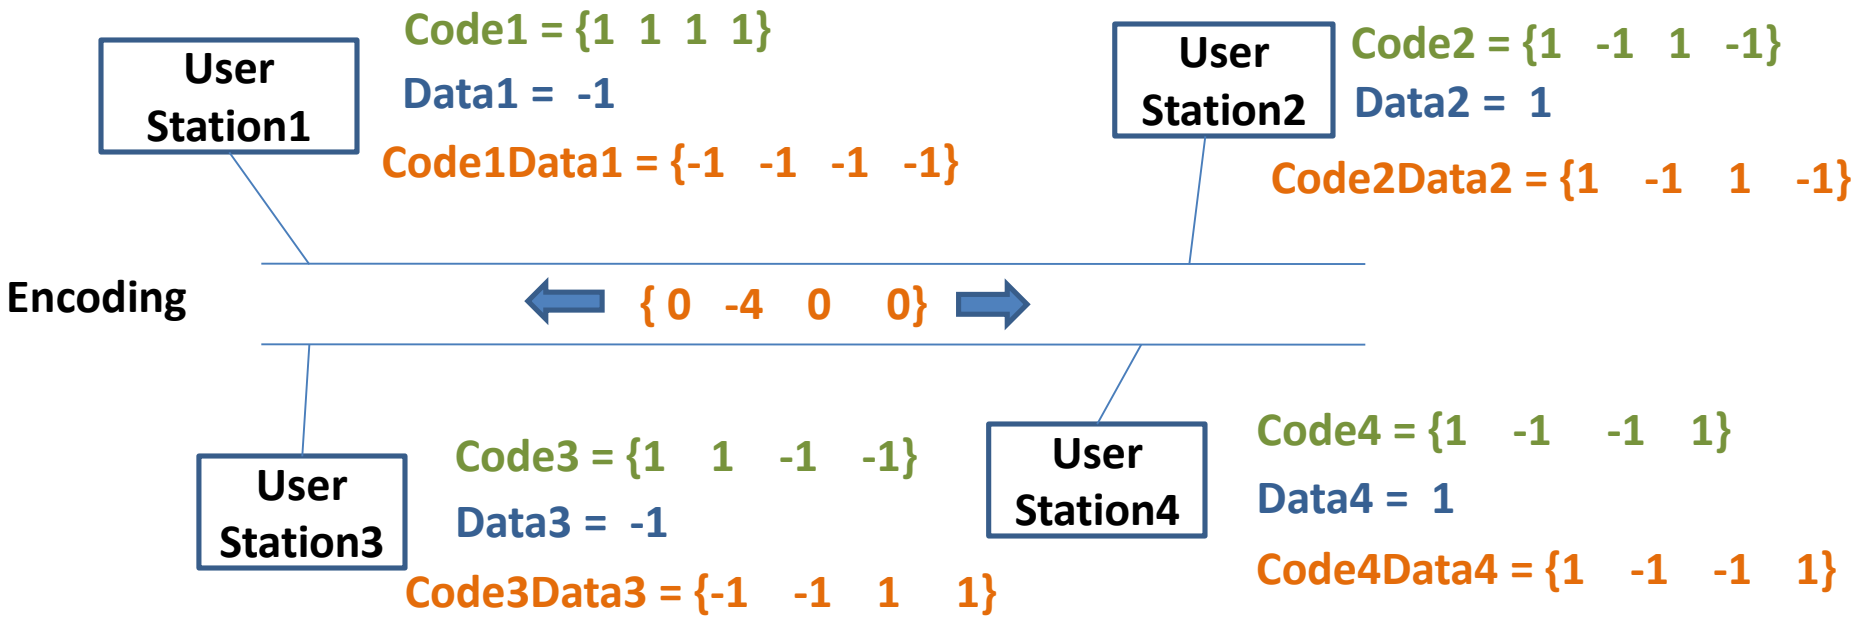 User
Station1
Code1 = {1 1 1 1}
Data1 = -1
Code1Data1 = {-1 -1 -1 -1}
User
Station2
Code2 = {1 -1 1 -1}
Data2 = 1
Code2Data2 = {1 -1 1 -1}
Encoding
{ 0 -4 0 0}
User
Station3
Code3 = {1 1 -1 -1}
Data3 = -1
Code3Data3 = {-1 -1 1 1}
User
Station4
Code4 = {1 -1 -1 1}
Data4 = 1
Code4Data4 = {1 -1 -1 1}